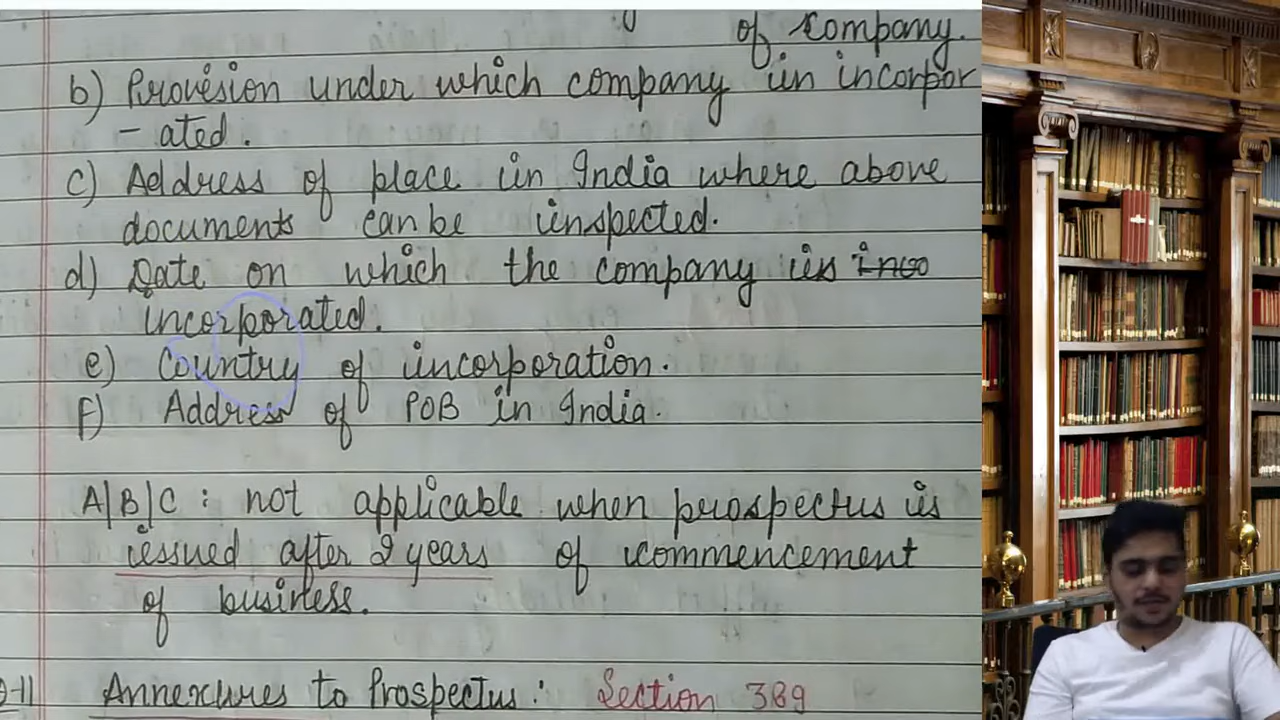 of company.
b) Provision under which company in incorpor
- ated.
c) Address of place in India where above
documents can be inspected.
d) Date on which the company is inco
incorporated.
e) Country of incorporation.
F) Address of POB in India.
A|B|C : not applicable when prospectus is
issued after 2 years of commencement
of business.
-11 Annexures to Prospectus : Section 389